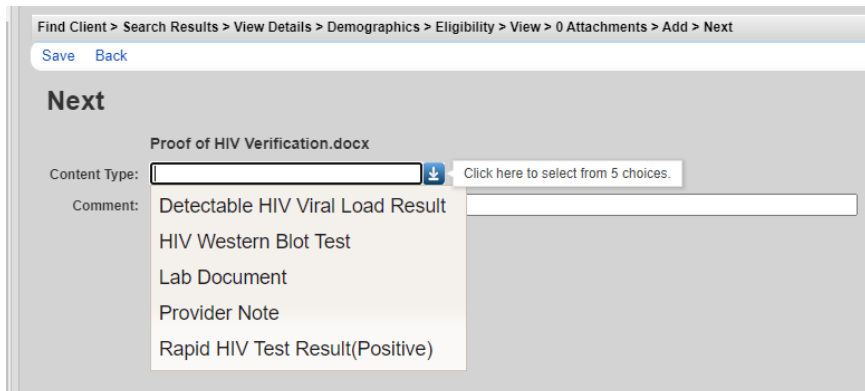 Find Client > Search Results > View Details > Demographics > Eligibility > View > 0 Attachments > Add > Next
Save Back
Next
Proof of HIV Verification.docx
Content Type:
Click here to select from 5 choices.
Comment:
Detectable HIV Viral Load Result
HIV Western Blot Test
Lab Document
Provider Note
Rapid HIV Test Result(Positive)